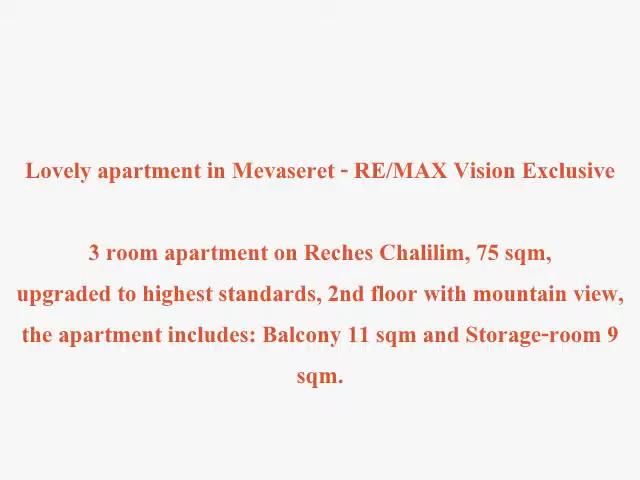 Lovely apartment in Mevaseret - RE/MAX Vision Exclusive
3 room apartment on Reches Chalilim, 75 sqm,
upgraded to highest standards, 2nd floor with mountain view,
the apartment includes: Balcony 11 sqm and Storage-room 9
sqm.